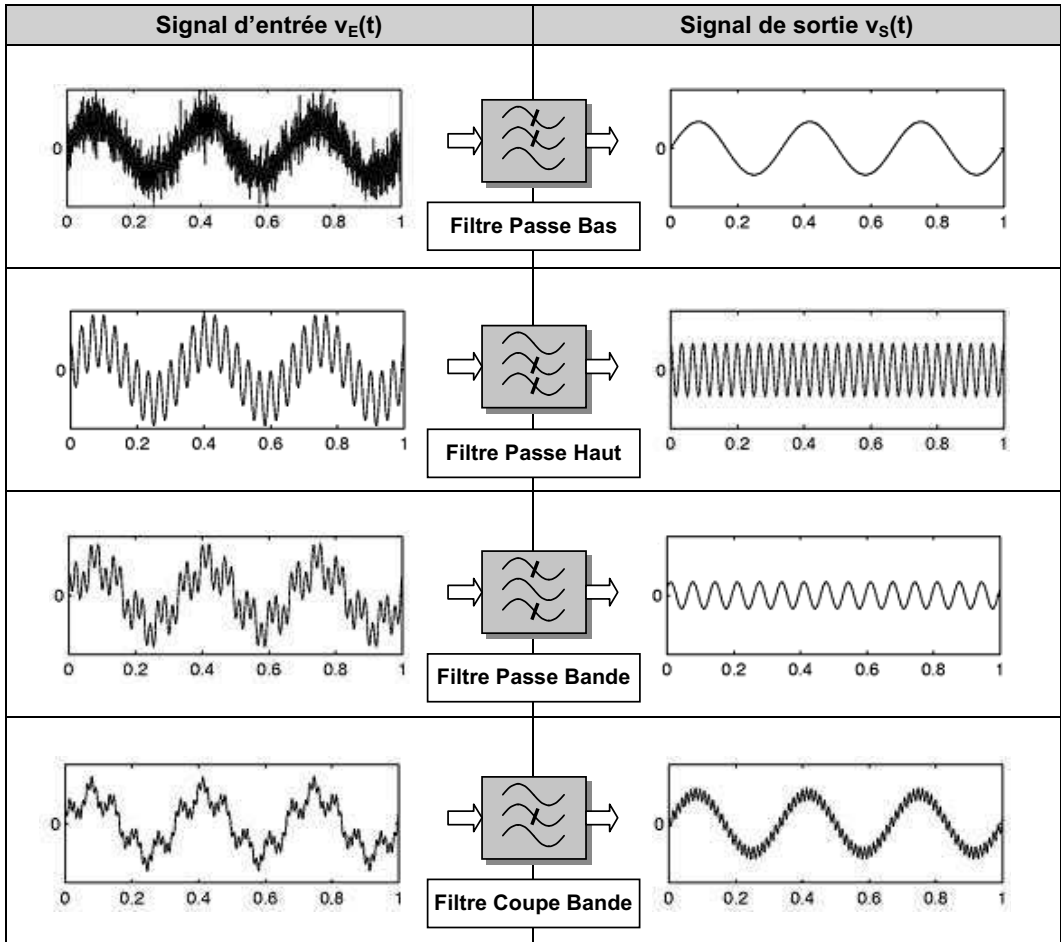 Signal d'entrée vE(t) Signal de sortie vS(t)
0 0
0 0.2 0.4 0.6 0.8 1 0 0.2 0.4 0.6 0.8 1
Filtre Passe Bas
0 0
0 0.2 0.4 0.6 0.8 1 0 0.2 0.4 0.6 0.8 1
Filtre Passe Haut
0 0
0 0.2 0.4 0.6 0.8 1 0 0.2 0.4 0.6 0.8 1
Filtre Passe Bande
0 0
0 0.2 0.4 0.6 0.8 1 0 0.2 0.4 0.6 0.8 1
Filtre Coupe Bande